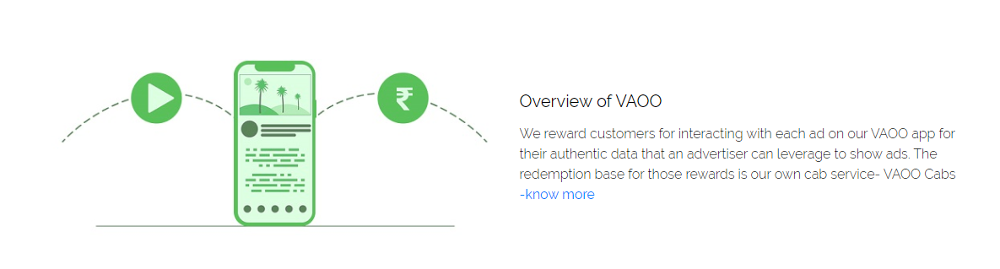 ₹
Overview of VAOO
We reward customers for interacting with each ad on our VAOO app for
their authentic data that an advertiser can leverage to show ads. The
redemption base for those rewards is our own cab service- VAOO Cabs
-know more